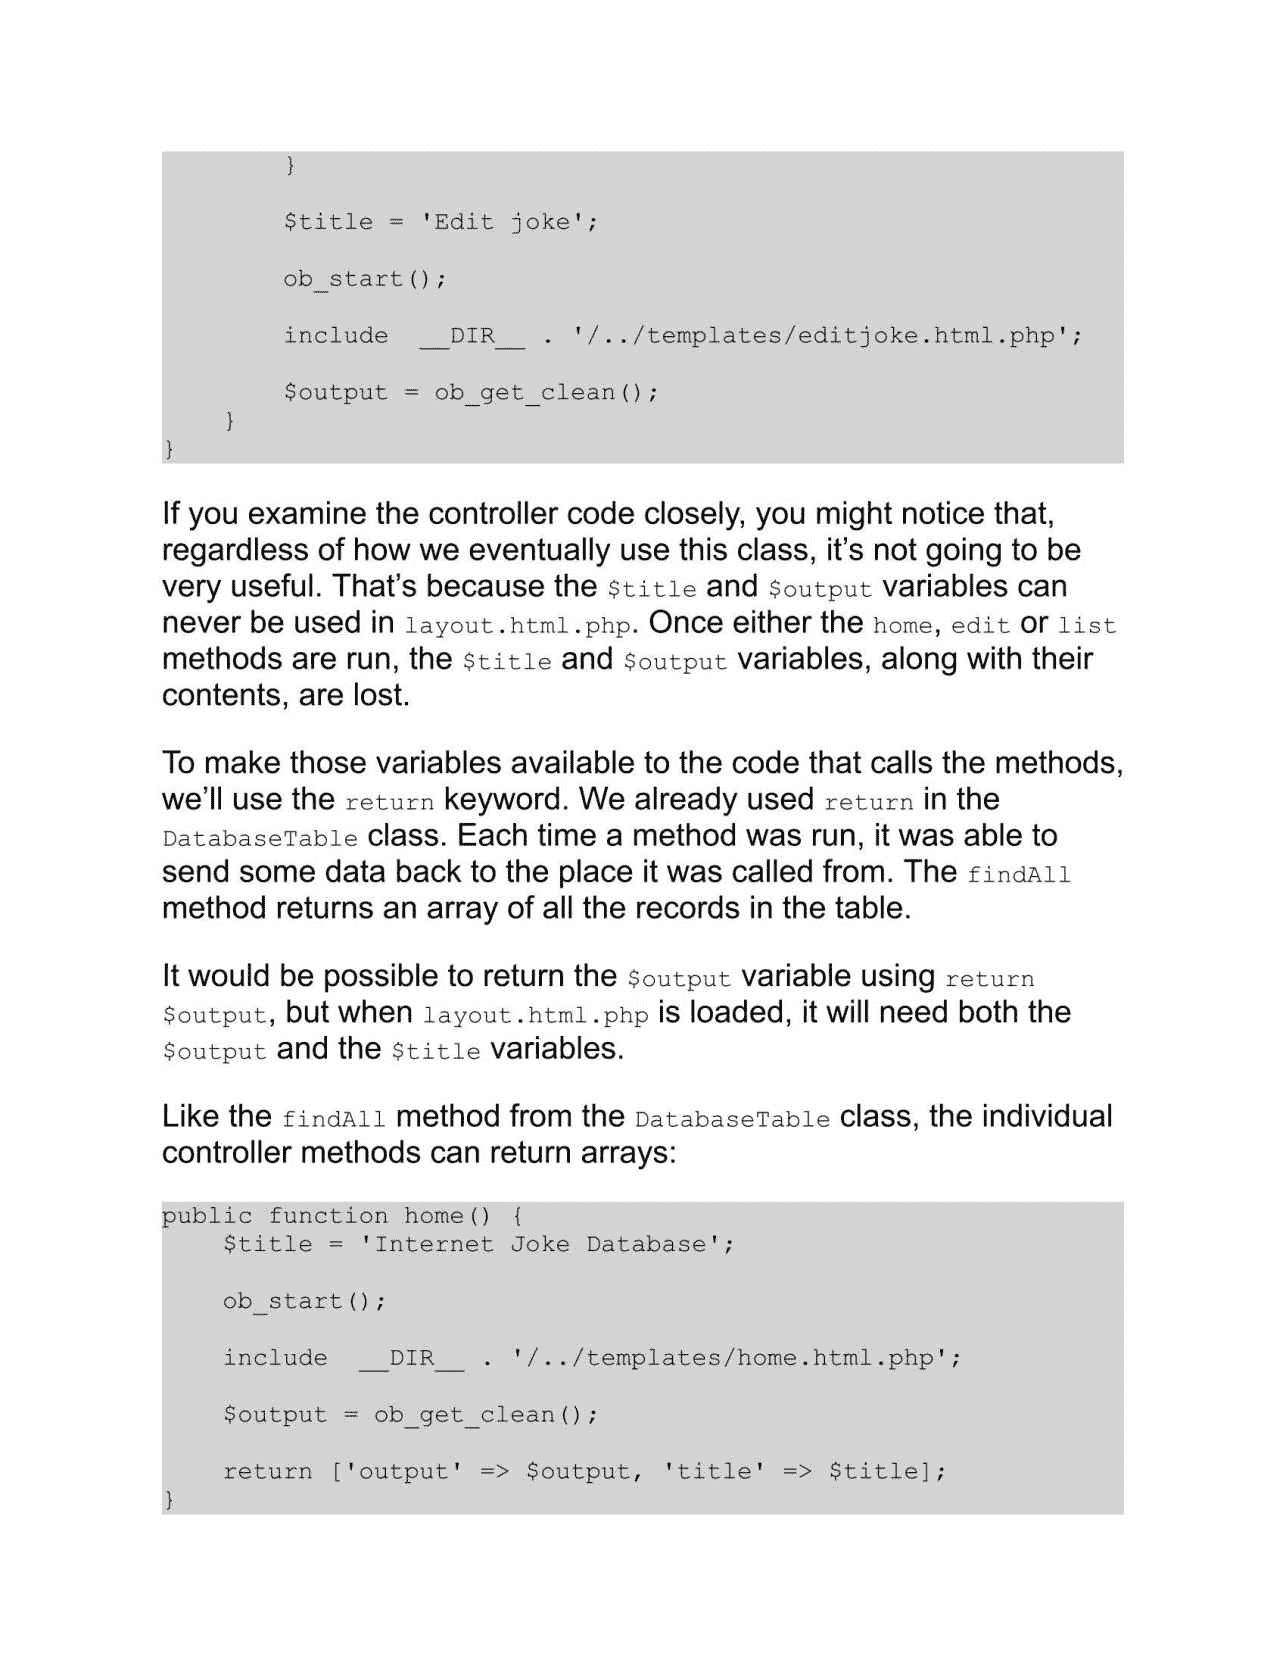 }

        $title = 'Edit joke';

        ob_start();

        include  __DIR__ . '/../templates/editjoke.html.php';

        $output = ob_get_clean();
    }
}
If you examine the controller code closely, you might notice that,
regardless of how we eventually use this class, it’s not going to be
very useful. That’s because the $title and $output variables can
never be used in layout.html.php. Once either the home, edit or list
methods are run, the $title and $output variables, along with their
contents, are lost.
To make those variables available to the code that calls the methods,
we’ll use the return keyword. We already used return in the
DatabaseTable class. Each time a method was run, it was able to
send some data back to the place it was called from. The findAll
method returns an array of all the records in the table.
It would be possible to return the $output variable using return
$output, but when layout.html.php is loaded, it will need both the
$output and the $title variables.
Like the findAll method from the DatabaseTable class, the individual
controller methods can return arrays:
public function home() {
    $title = 'Internet Joke Database';

    ob_start();

    include  __DIR__ . '/../templates/home.html.php';

    $output = ob_get_clean();

    return ['output' => $output, 'title' => $title];
}